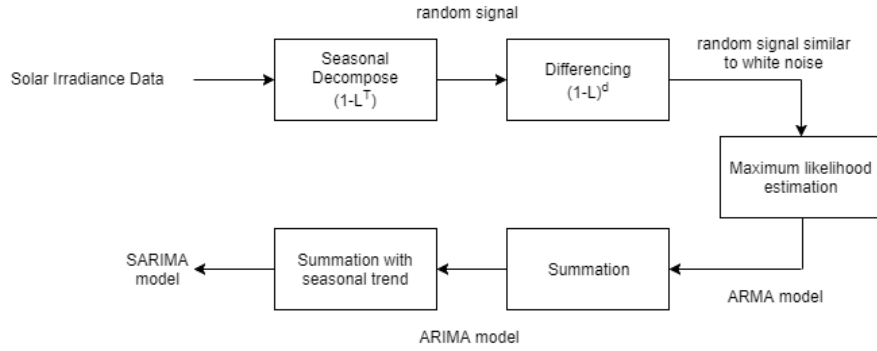 random signal
Solar Irradiance Data
Seasonal
Decompose
(1-L^T)
Differencing
(1-L)^d
random signal similar
to white noise
Maximum likelihood
estimation
SARIMA
model
Summation with
seasonal trend
Summation
ARMA model
ARIMA model